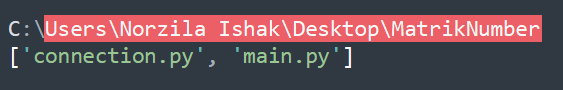 C:\Users\Norzila Ishak\Desktop\MatrikNumber
['connection.py', 'main.py']